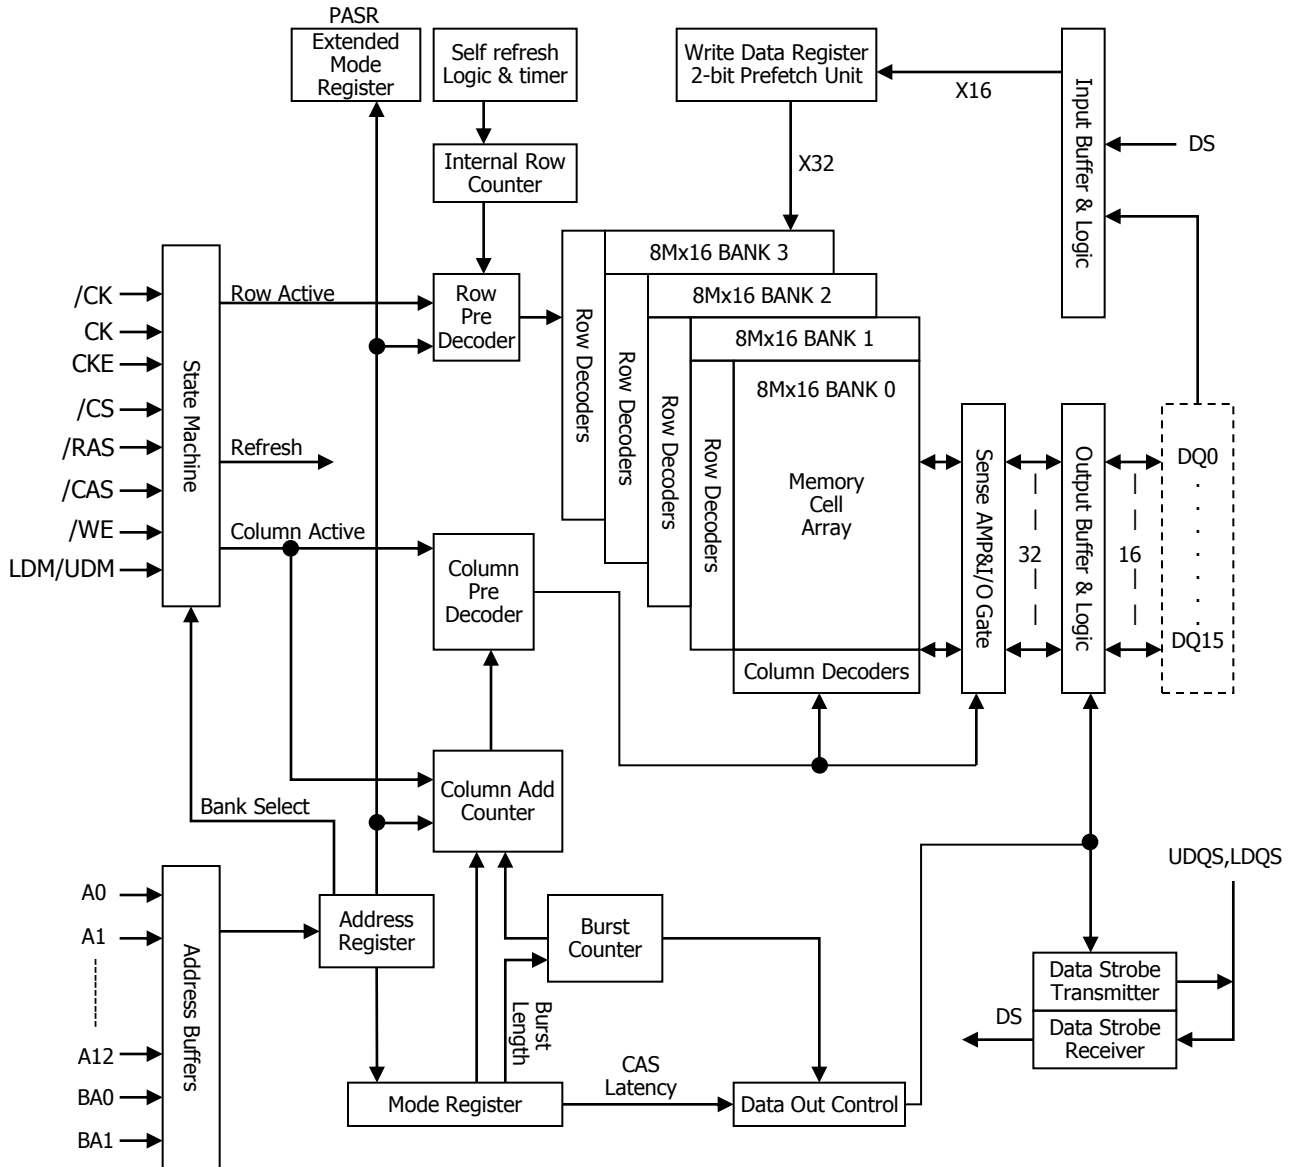 PASR
Extended
Mode
Register
Self refresh
Logic & timer
Write Data Register
2-bit Prefetch Unit
X16
Input Buffer & Logic
DS
Internal Row
Counter
X32
8Mx16 BANK 3
8Mx16 BANK 2
8Mx16 BANK 1
8Mx16 BANK 0
Row Decoders
Row Decoders
Row Decoders
Row Decoders
Memory
Cell
Array
Column Decoders
/CK
CK
CKE
/CS
/RAS
/CAS
/WE
LDM/UDM
State Machine
Row Active
Refresh
Column Active
Row
Pre
Decoder
Column
Pre
Decoder
Sense AMP&I/O Gate
32
Output Buffer & Logic
16
DQ0
DQ15
Bank Select
Column Add
Counter
A0
A1
A12
BA0
BA1
Address Buffers
Address
Register
Burst
Counter
Burst
Length
Mode Register
CAS
Latency
Data Out Control
UDQS,LDQS
Data Strobe
Transmitter
DS
Data Strobe
Receiver